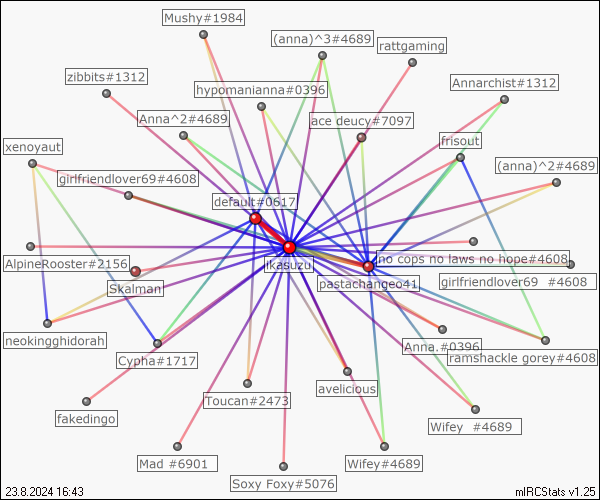 Mushy#1984
(anna)^3#4689
rattgaming
zibbits#1312
Annarchist#1312
hypomanianna#0396
Anna^2#4689
ace deucy#7097
frisout
xenoyaut
(anna)^2#4689
girlfriendlover69#4608
default#0617
no cops no laws no hope#4608
AlpineRooster#2156
ikasuzu
Skalman
pastachangeo41
girlfriendlover69 #4608
neokingghidorah
Anna.#0396
Cypha#1717
ramshackle gorey#4608
avelicious
Toucan#2473
fakedingo
Wifey #4689
Mad #6901
Wifey#4689
Soxy Foxy#5076
23.8.2024 16:43
mIRCStats v1.25